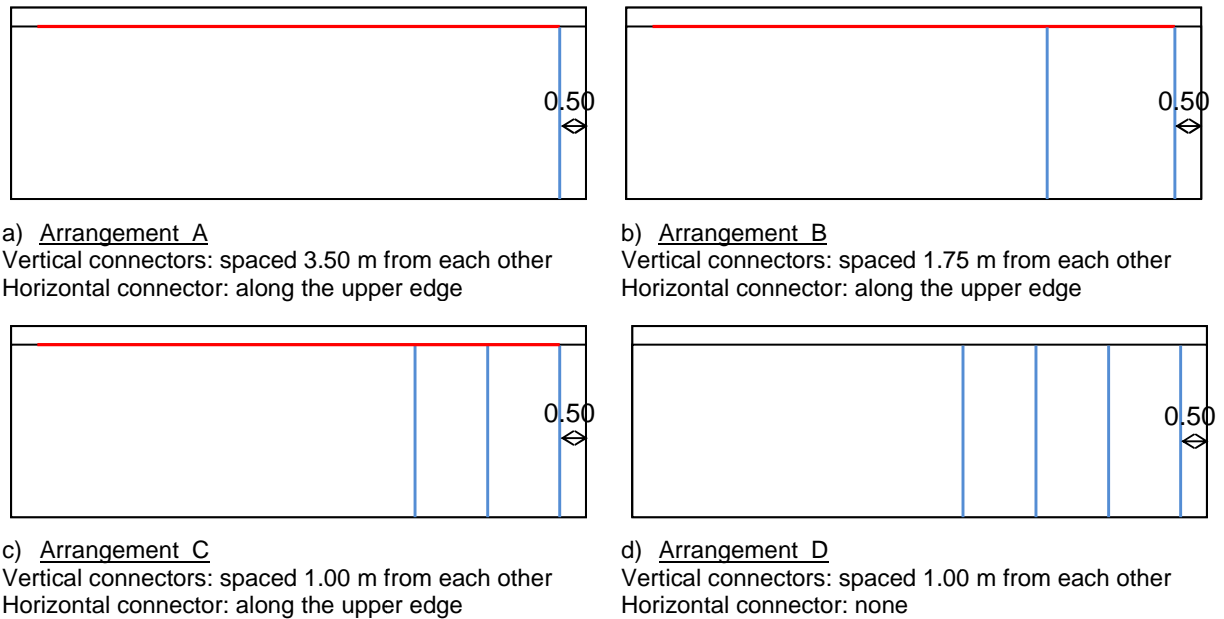 0.50
0.50
a) Arrangement A
Vertical connectors: spaced 3.50 m from each other
Horizontal connector: along the upper edge
b) Arrangement B
Vertical connectors: spaced 1.75 m from each other
Horizontal connector: along the upper edge
0.50
0.50
c) Arrangement C
Vertical connectors: spaced 1.00 m from each other
Horizontal connector: along the upper edge
d) Arrangement D
Vertical connectors: spaced 1.00 m from each other
Horizontal connector: none